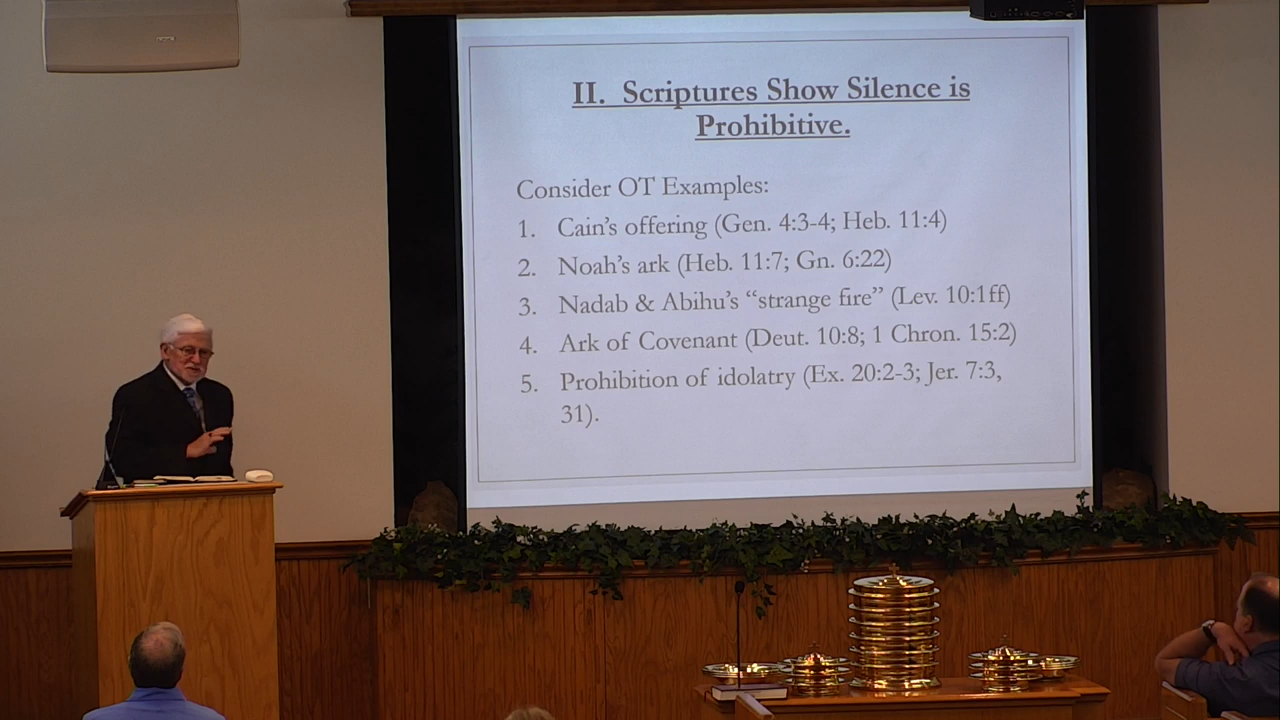 II. Scriptures Show Silence is
Prohibitive.
Consider OT Examples:
1. Cain's offering (Gen. 4:3-4; Heb. 11:4)
2. Noah's ark (Heb. 11:7; Gn. 6:22)
3. Nadab & Abihu's “strange fire” (Lev. 10:1ff)
4. Ark of Covenant (Deut. 10:8; 1 Chron. 15:2)
5. Prohibition of idolatry (Ex. 20:2-3; Jer. 7:3,
31).